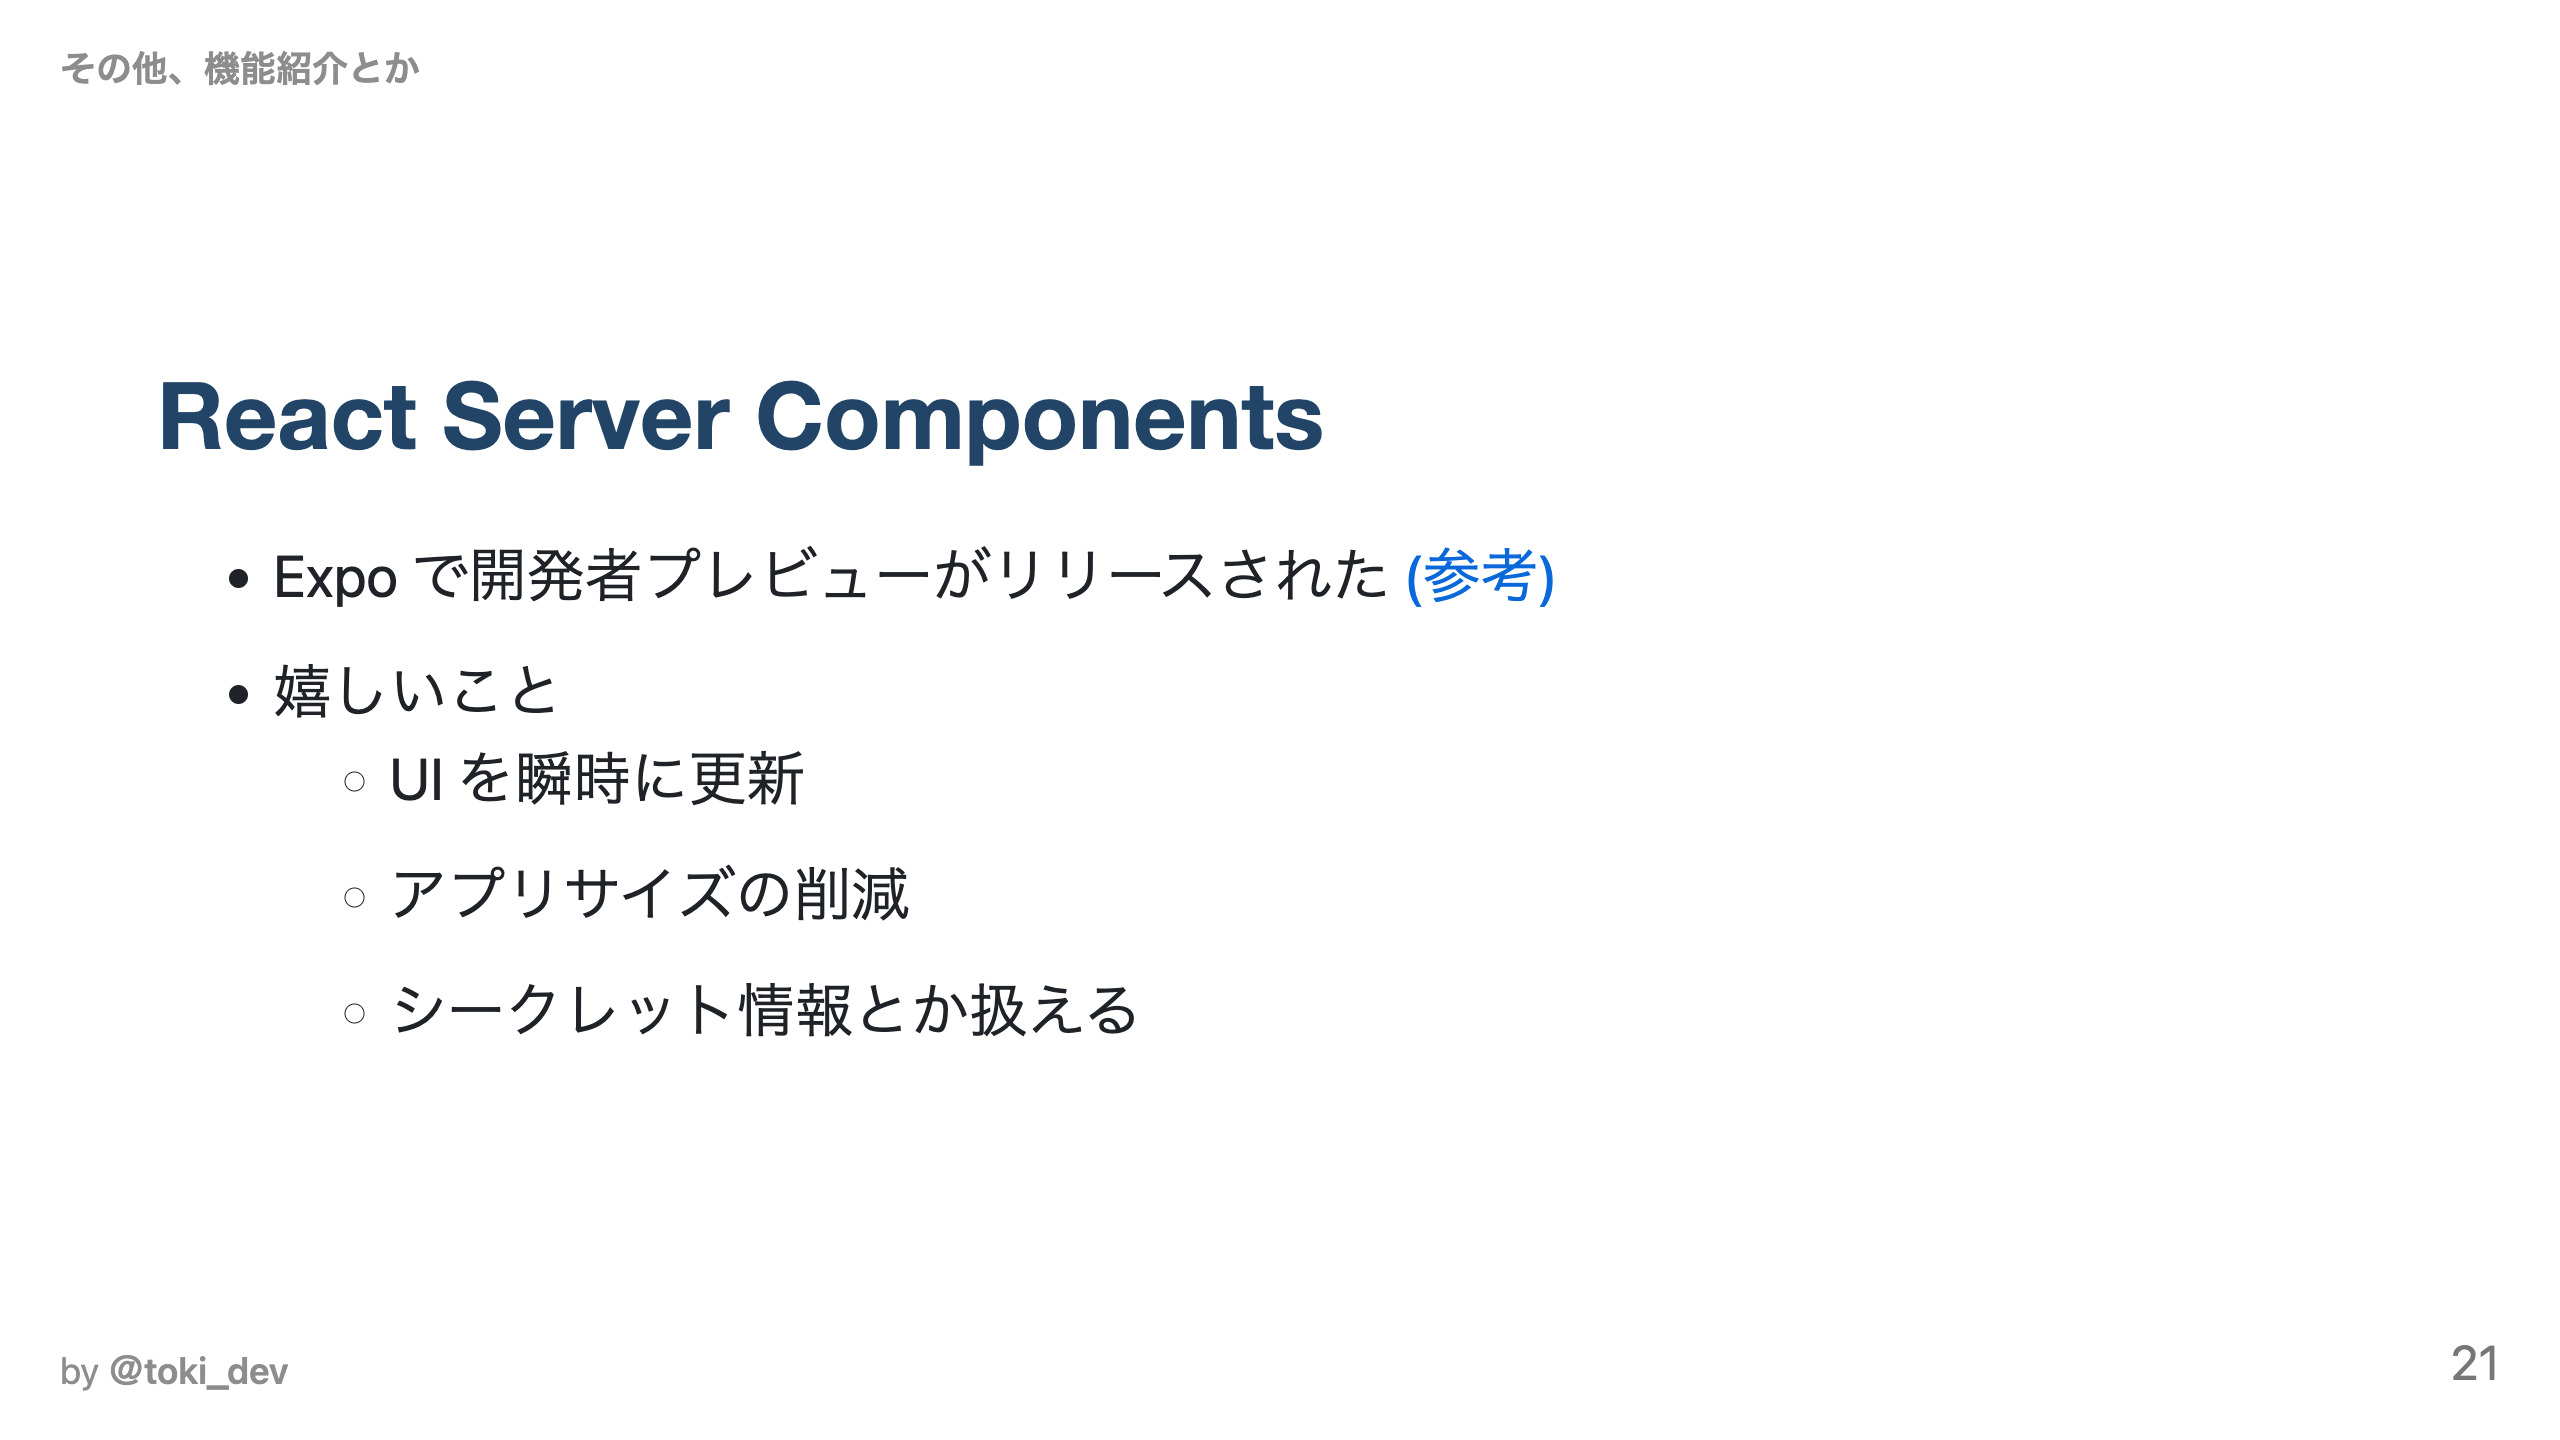 その他、機能紹介とか
React Server Components
Expo で開発者プレビューがリリースされた (参考)
嬉しいこと
UI を瞬時に更新
アプリサイズの削減
シークレット情報とか扱える
by @toki_dev
21